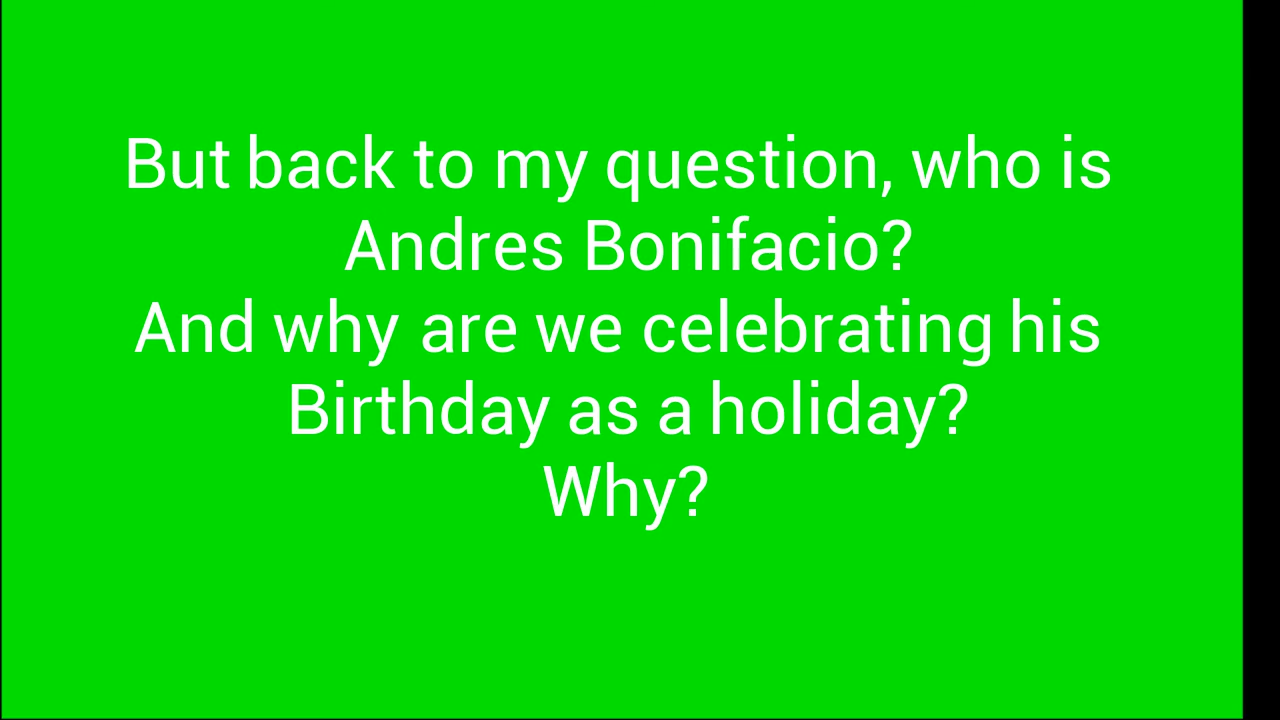 But back to my question, who is
Andres Bonifacio?
And why are we celebrating his
Birthday as a holiday?
Why?